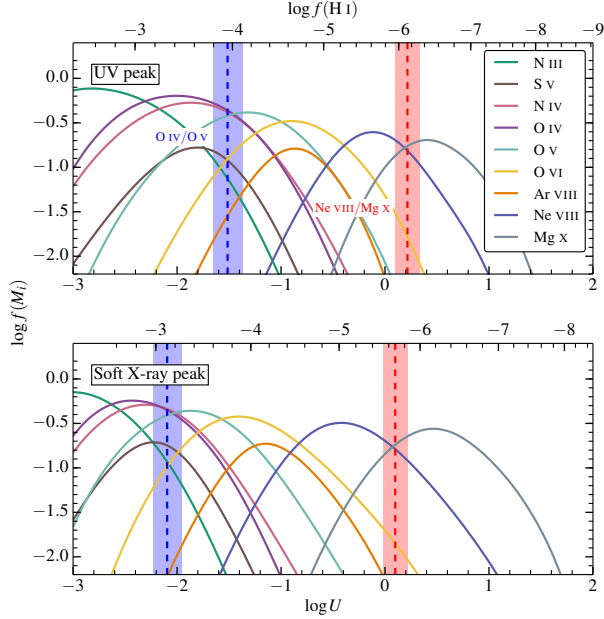 log f(H I)
−3 −4 −5 −6 −7 −8 −9
UV peak
0.0
−0.5
−1.0
−1.5
−2.0
O IV/O V
Ne VIII/Mg X
N III
S V
N IV
O IV
O V
O VI
Ar VIII
Ne VIII
Mg X
−3 −2 −1 0 1 2
log f(Mi)
−3 −4 −5 −6 −7 −8
Soft X-ray peak
0.0
−0.5
−1.0
−1.5
−2.0
−3 −2 −1 0 1 2
log U